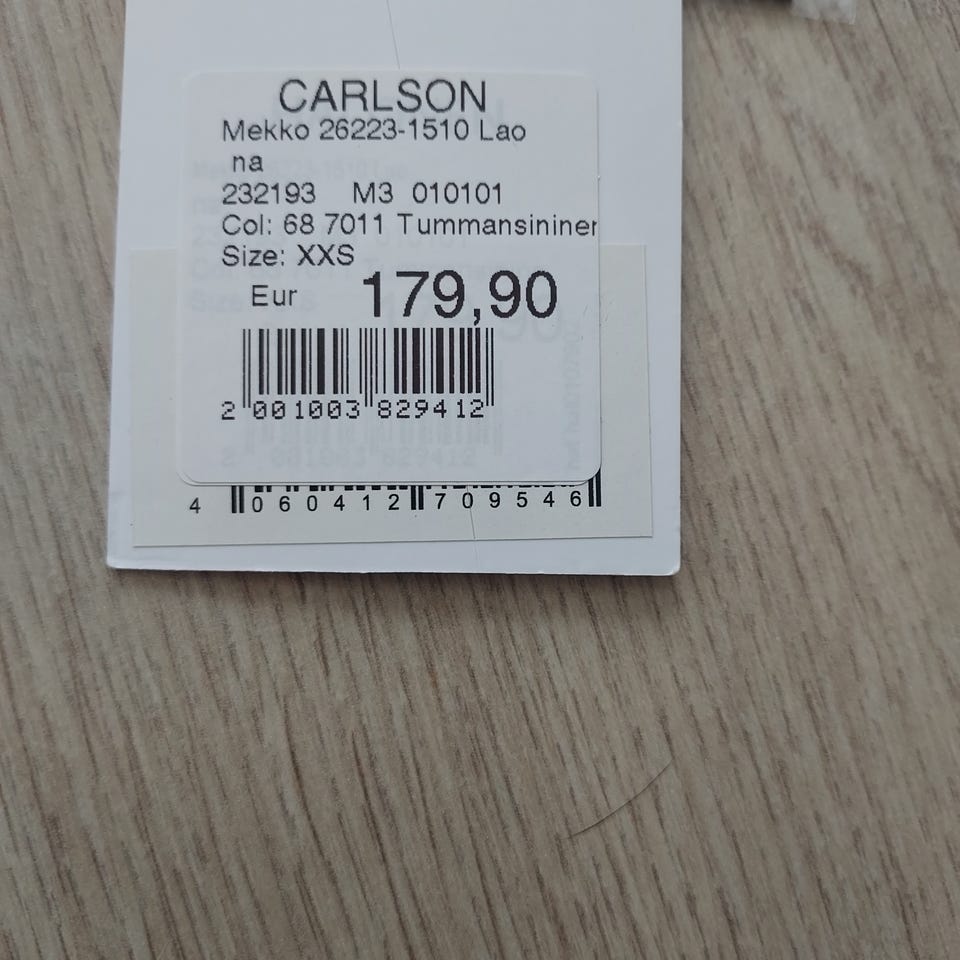 CARLSON
Mekko 26223-1510 Lao
na
232193 M3 010101
Col: 68 7011 Tummansininen
Size: XXS
Eur 179,90
2 001003 829412
4 060412 709546